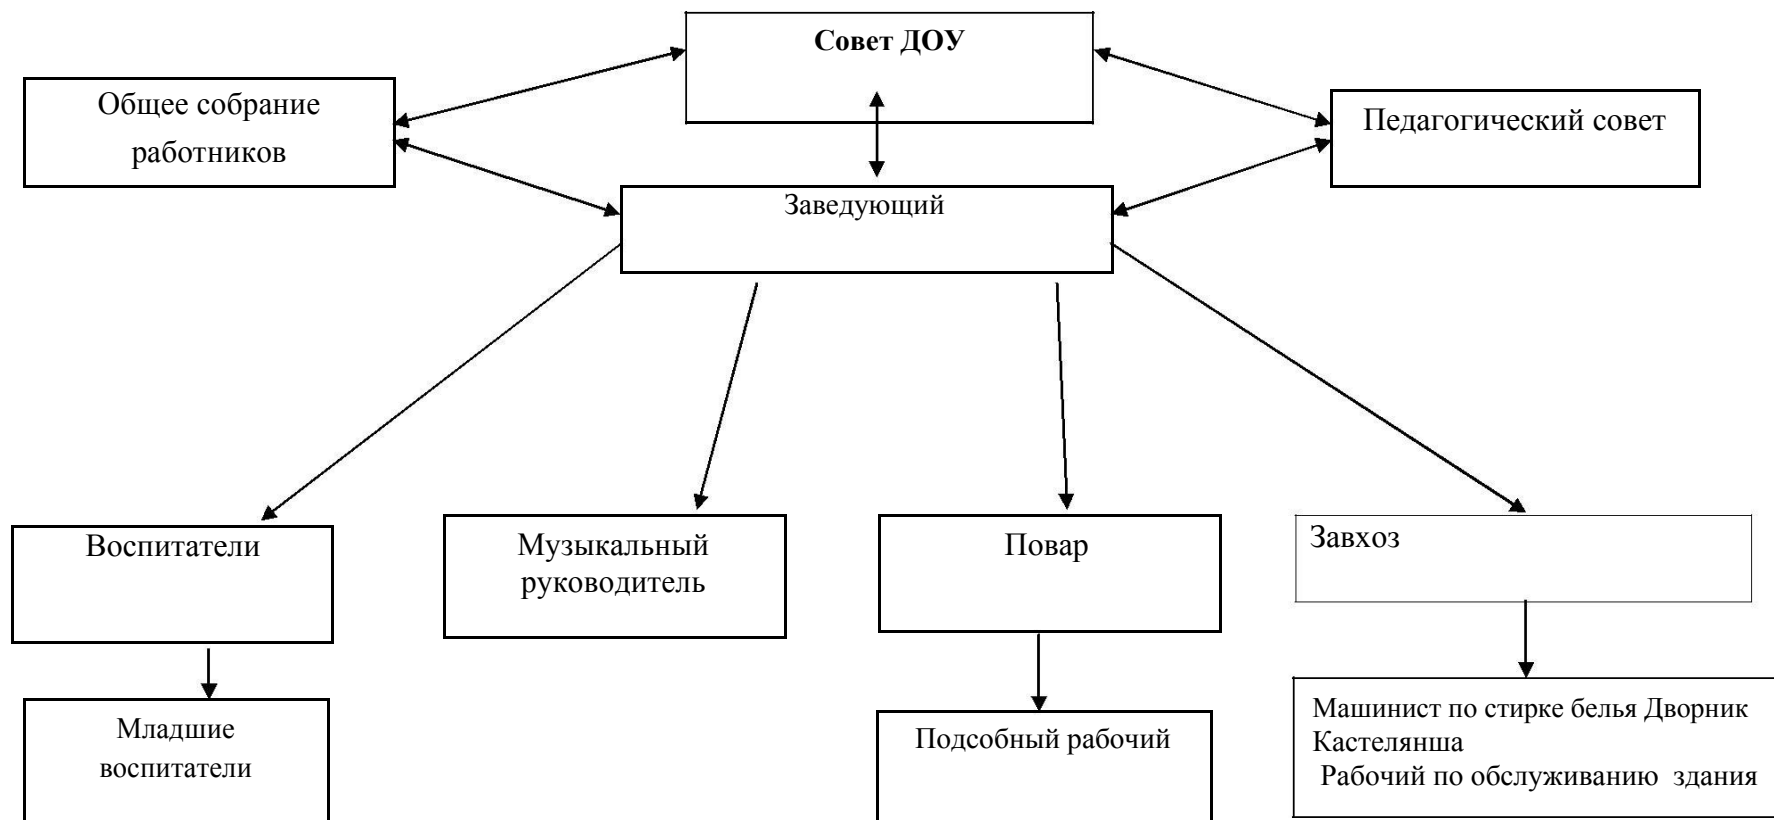 Совет ДОУ
Общее собрание
работников
Педагогический совет
Заведующий
Воспитатели
Музыкальный
руководитель
Повар
Завхоз
Младшие
воспитатели
Подсобный рабочий
Машинист по стирке белья Дворник
Кастелянша
Рабочий по обслуживанию здания